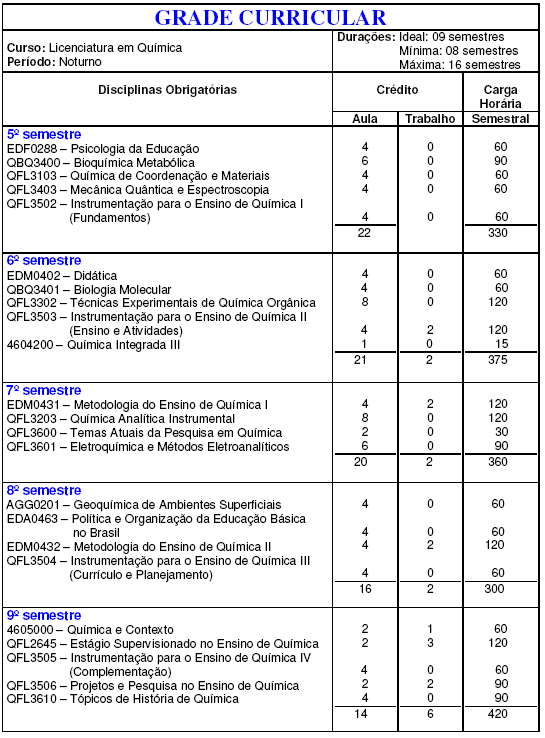 GRADE CURRICULAR
Curso: Licenciatura em Química
Período: Noturno
Durações: Ideal: 09 semestres
Mínima: 08 semestres
Máxima: 16 semestres
Disciplinas Obrigatórias Crédito Carga Horária
Aula Trabalho Semestral
5º semestre
EDF0288 – Psicologia da Educação 4 0 60
QBQ3400 – Bioquímica Metabólica 6 0 90
QFL3103 – Química de Coordenação e Materiais 4 0 60
QFL3403 – Mecânica Quântica e Espectroscopia 4 0 60
QFL3502 – Instrumentação para o Ensino de Química I
(Fundamentos) 4 0 60
22 330
6º semestre
EDM0402 – Didática 4 0 60
QBQ3401 – Biologia Molecular 4 0 60
QFL3302 – Técnicas Experimentais de Química Orgânica 8 0 120
QFL3503 – Instrumentação para o Ensino de Química II
(Ensino e Atividades) 4 2 120
4604200 – Química Integrada III 1 0 15
21 2 375
7º semestre
EDM0431 – Metodologia do Ensino de Química I 4 2 120
QFL3203 – Química Analítica Instrumental 8 0 120
QFL3600 – Temas Atuais da Pesquisa em Química 2 0 30
QFL3601 – Eletroquímica e Métodos Eletroanalíticos 6 0 90
20 2 360
8º semestre
AGG0201 – Geoquímica de Ambientes Superficiais 4 0 60
EDA0463 – Política e Organização da Educação Básica
no Brasil 4 0 60
EDM0432 – Metodologia do Ensino de Química II 4 2 120
QFL3504 – Instrumentação para o Ensino de Química III
(Currículo e Planejamento) 4 0 60
16 2 300
9º semestre
4605000 – Química e Contexto 2 1 60
QFL2645 – Estágio Supervisionado no Ensino de Química 2 3 120
QFL3505 – Instrumentação para o Ensino de Química IV
(Complementação) 4 0 60
QFL3506 – Projetos e Pesquisa no Ensino de Química 2 2 90
QFL3610 – Tópicos de História de Química 4 0 90
14 6 420